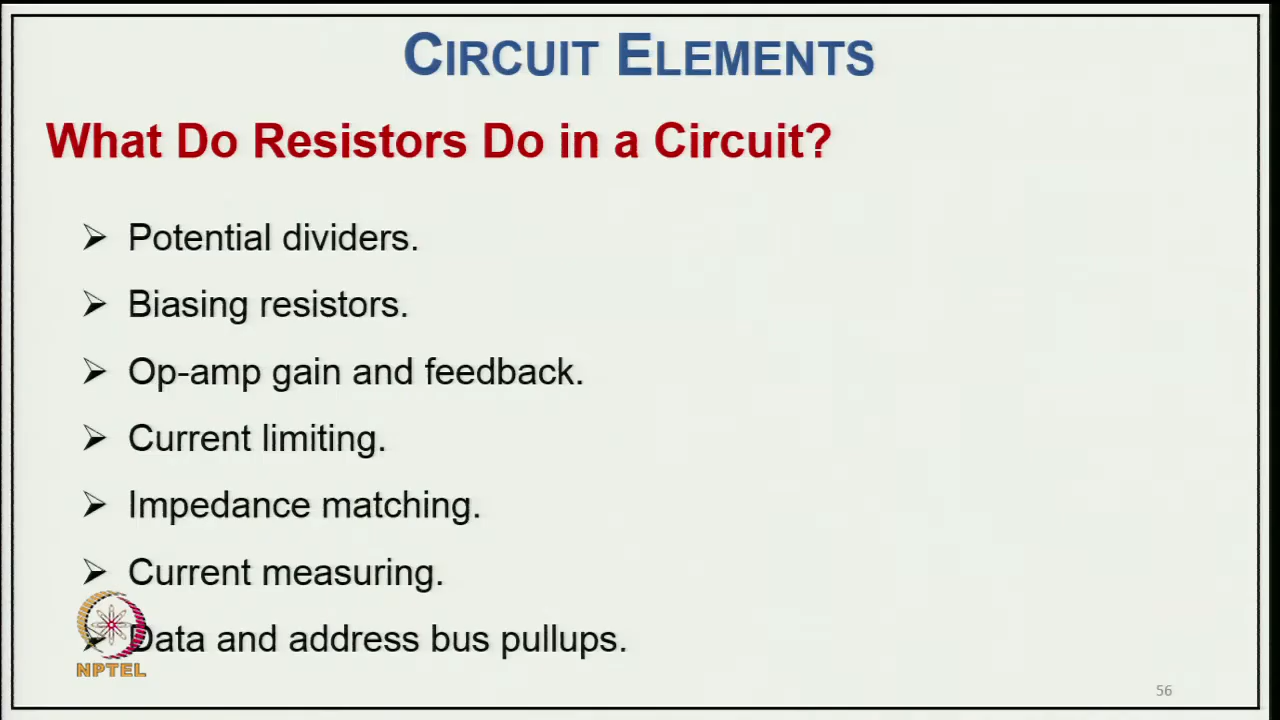 CIRCUIT ELEMENTS
What Do Resistors Do in a Circuit?
➢ Potential dividers.
➢ Biasing resistors.
➢ Op-amp gain and feedback.
➢ Current limiting.
➢ Impedance matching.
➢ Current measuring.
➢ Data and address bus pullups.
NPTEL
56